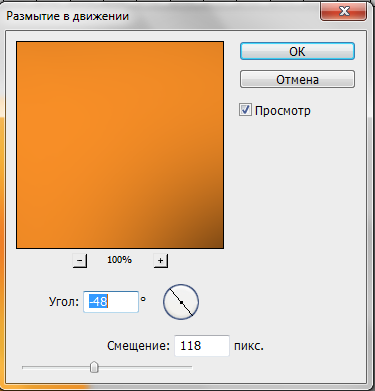 Размытие в движении
OK
Отмена
Просмотр
- 100% +
Угол: -48 °
Смещение: 118 пикс.